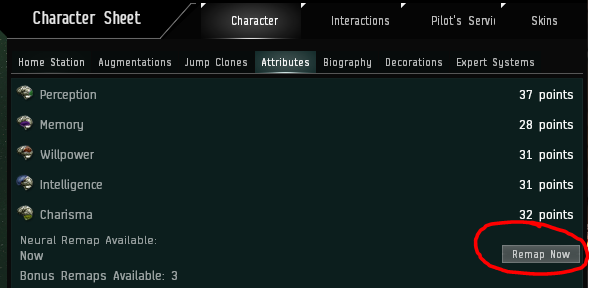 Character Sheet
Character Interactions Pilot's Servi Skins
Home Station Augmentations Jump Clones Attributes Biography Decorations Expert Systems
Perception 37 points
Memory 28 points
Willpower 31 points
Intelligence 31 points
Charisma 32 points
Neural Remap Available:
Now Remap Now
Bonus Remaps Available: 3